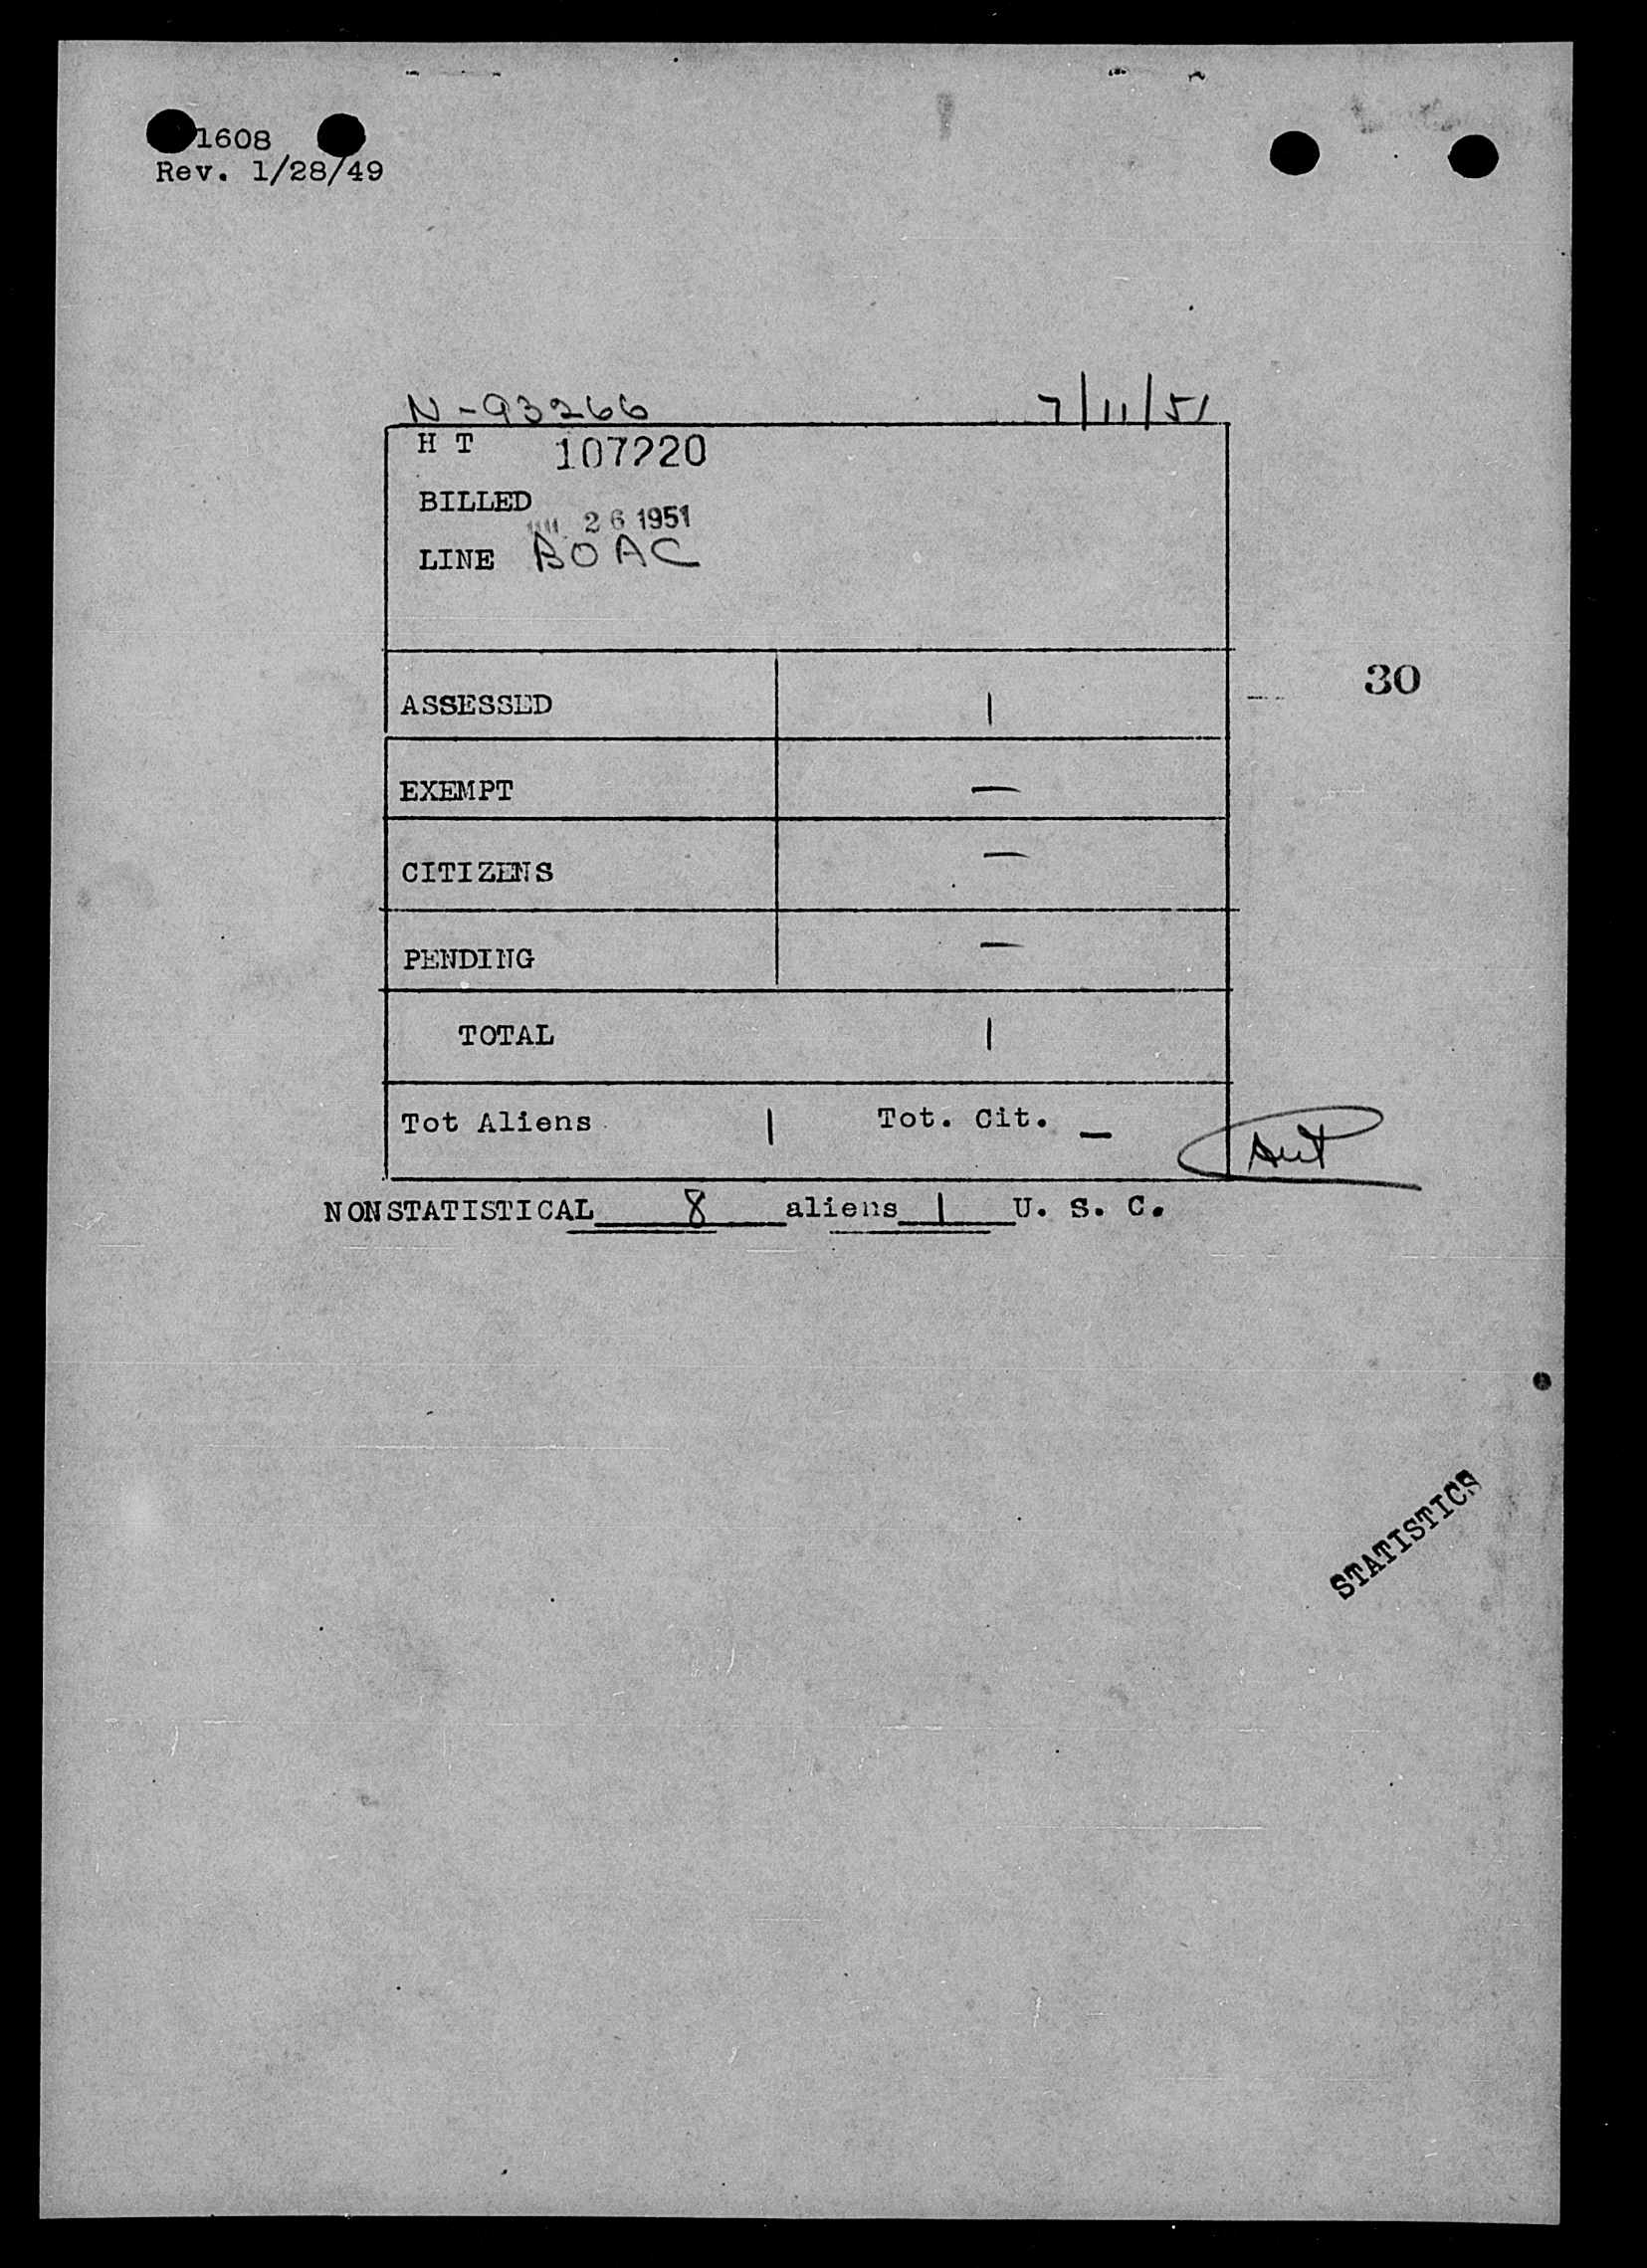 1608
Rev. 1/28/49
N-93266 7/11/51
H T 107220
BILLED
26 1951
LINE BOAC
30
ASSESSED 1
EXEMPT —
CITIZENS —
PENDING —
TOTAL 1
Tot Aliens 1 Tot. Cit. —
NONSTATISTICAL 8 aliens 1 U. S. C.
STATISTICS